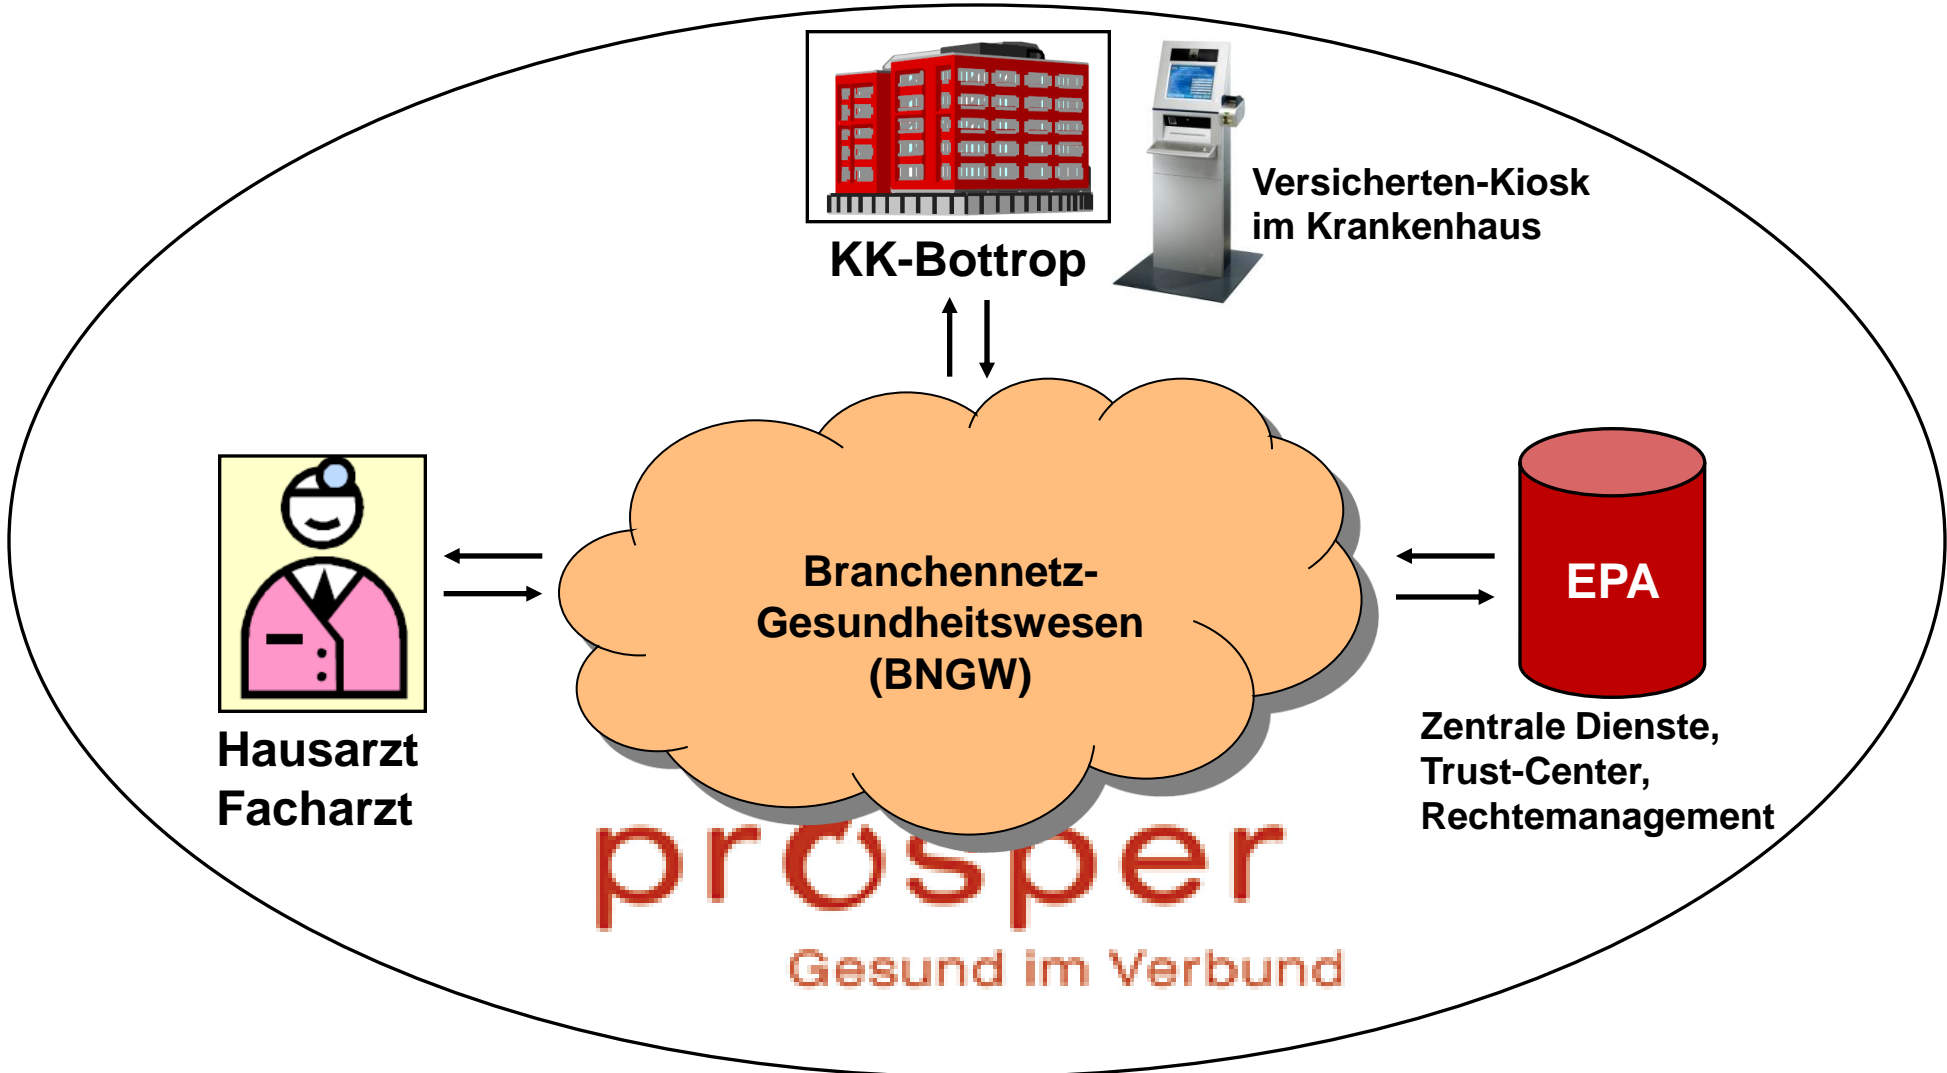 Versicherten-Kiosk
im Krankenhaus
KK-Bottrop
Branchennetz-
Gesundheitswesen
(BNGW)
EPA
Hausarzt
Facharzt
Zentrale Dienste,
Trust-Center,
Rechtemanagement
prosper
Gesund im Verbund